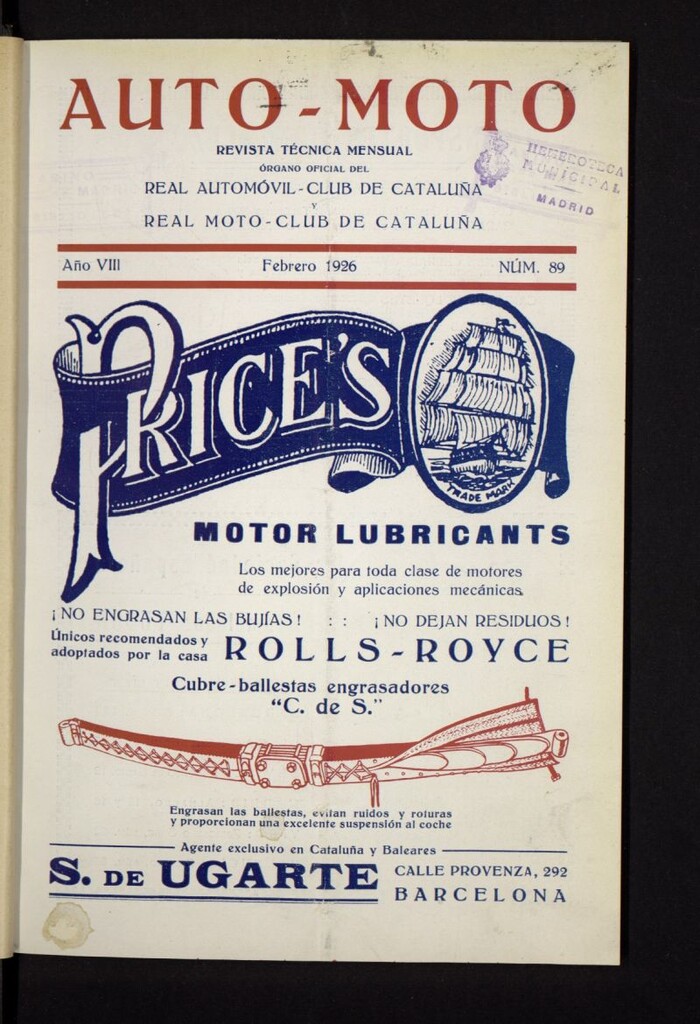 AUTO-MOTO
REVISTA TÉCNICA MENSUAL
ÓRGANO OFICIAL DEL
REAL AUTOMÓVIL-CLUB DE CATALUÑA
Y
REAL MOTO-CLUB DE CATALUÑA
HEMEROTECA
MUNICIPAL
MADRID
Año VIII Febrero 1926 NÚM. 89
PRICE'S
TRADE MARK
MOTOR LUBRICANTS
Los mejores para toda clase de motores
de explosión y aplicaciones mecánicas.
¡NO ENGRASAN LAS BUJÍAS! : : ¡NO DEJAN RESIDUOS!
Únicos recomendados y
adoptados por la casa ROLLS-ROYCE
Cubre-ballestas engrasadores
"C. de S."
Engrasan las ballestas, evitan ruidos y roturas
y proporcionan una excelente suspensión al coche
Agente exclusivo en Cataluña y Baleares
S. DE UGARTE
CALLE PROVENZA, 292
BARCELONA